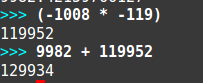 >>> (-1008 * -119)
119952
>>> 9982 + 119952
129934